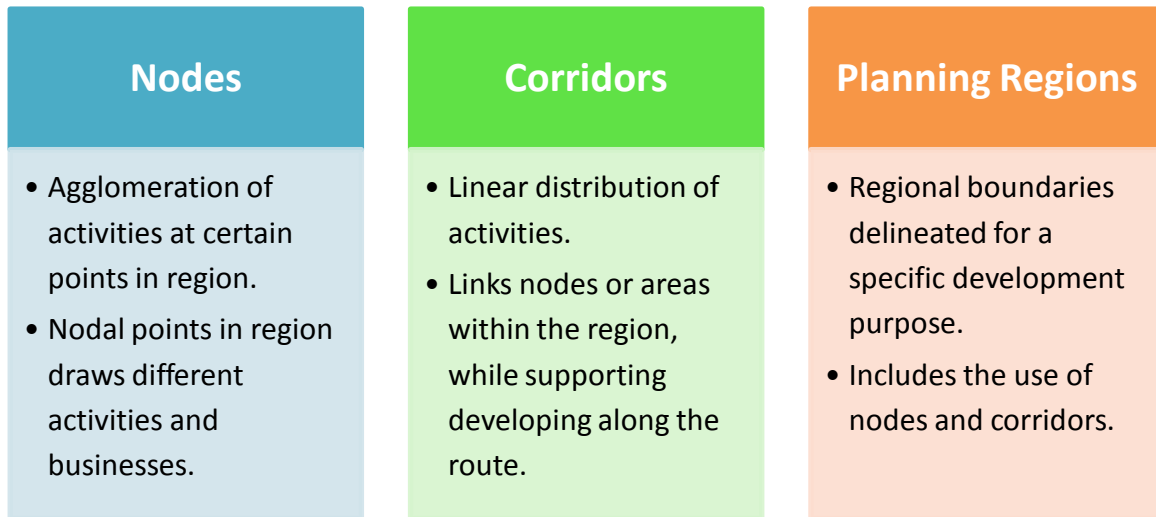 Nodes
• Agglomeration of
activities at certain
points in region.
• Nodal points in region
draws different
activities and
businesses.
Corridors
• Linear distribution of
activities.
• Links nodes or areas
within the region,
while supporting
developing along the
route.
Planning Regions
• Regional boundaries
delineated for a
specific development
purpose.
• Includes the use of
nodes and corridors.